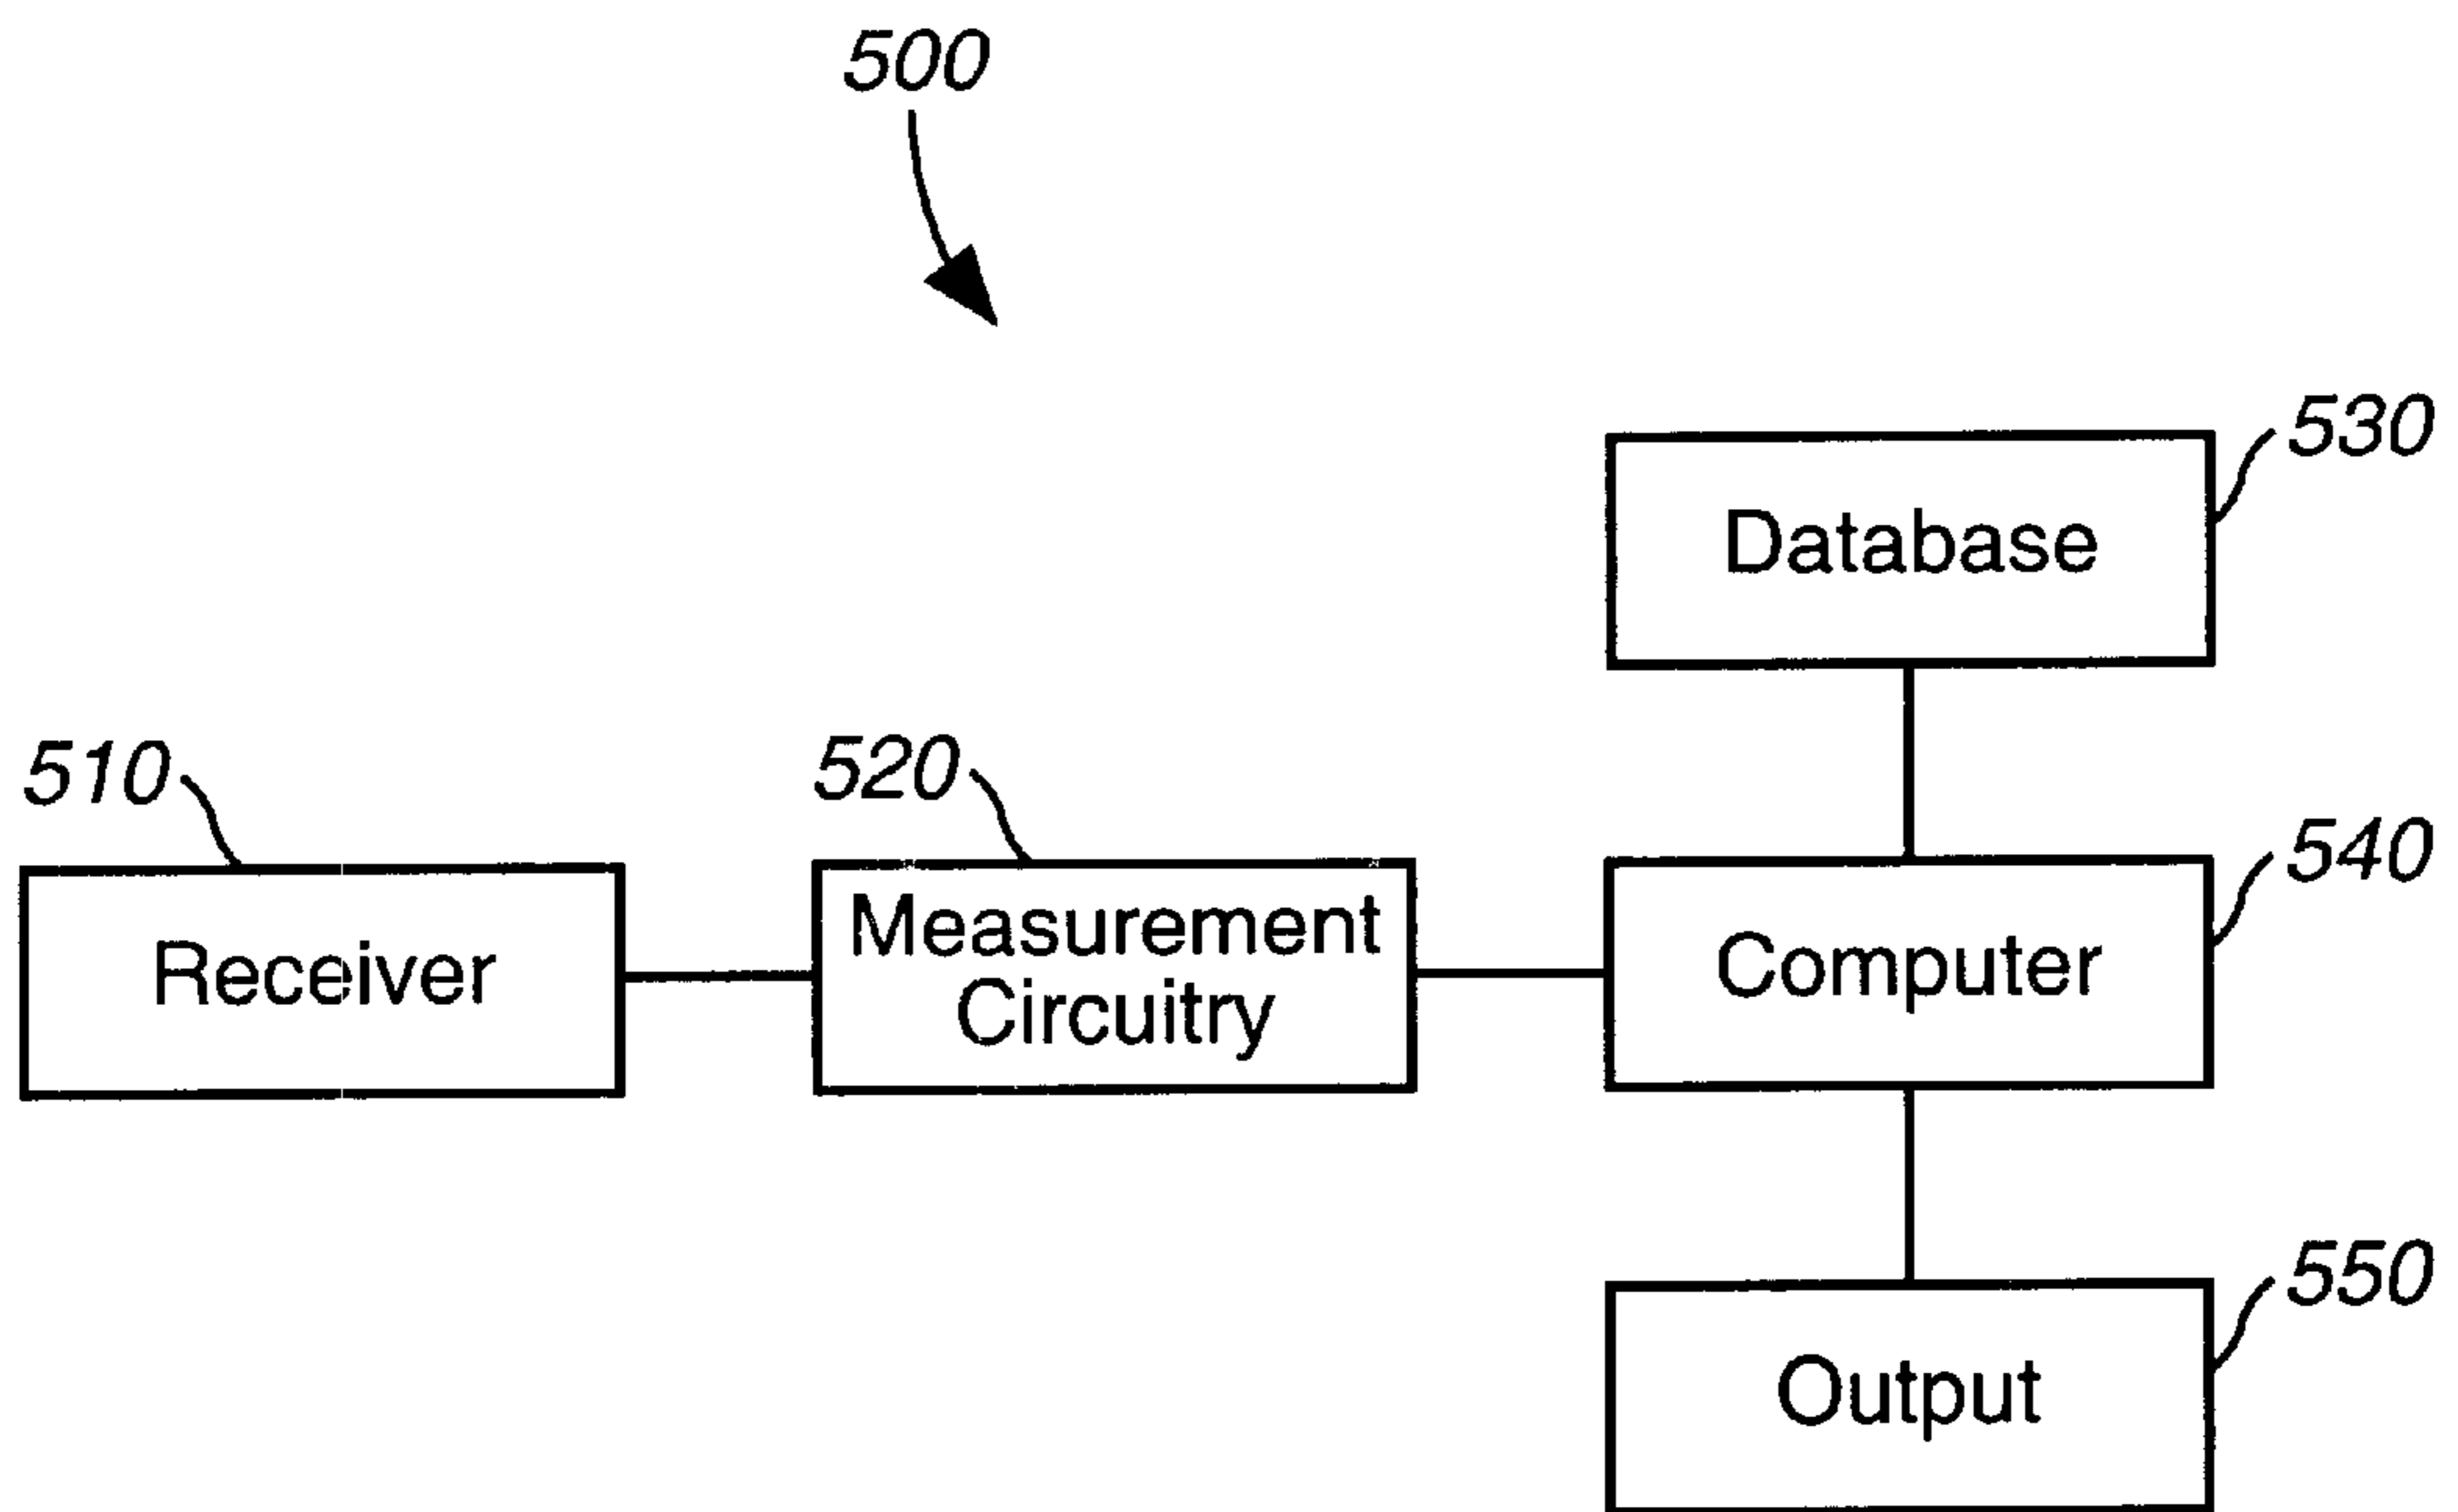 500
530
Database
510
520
540
Receiver
Measurement
Circuitry
Computer
550
Output